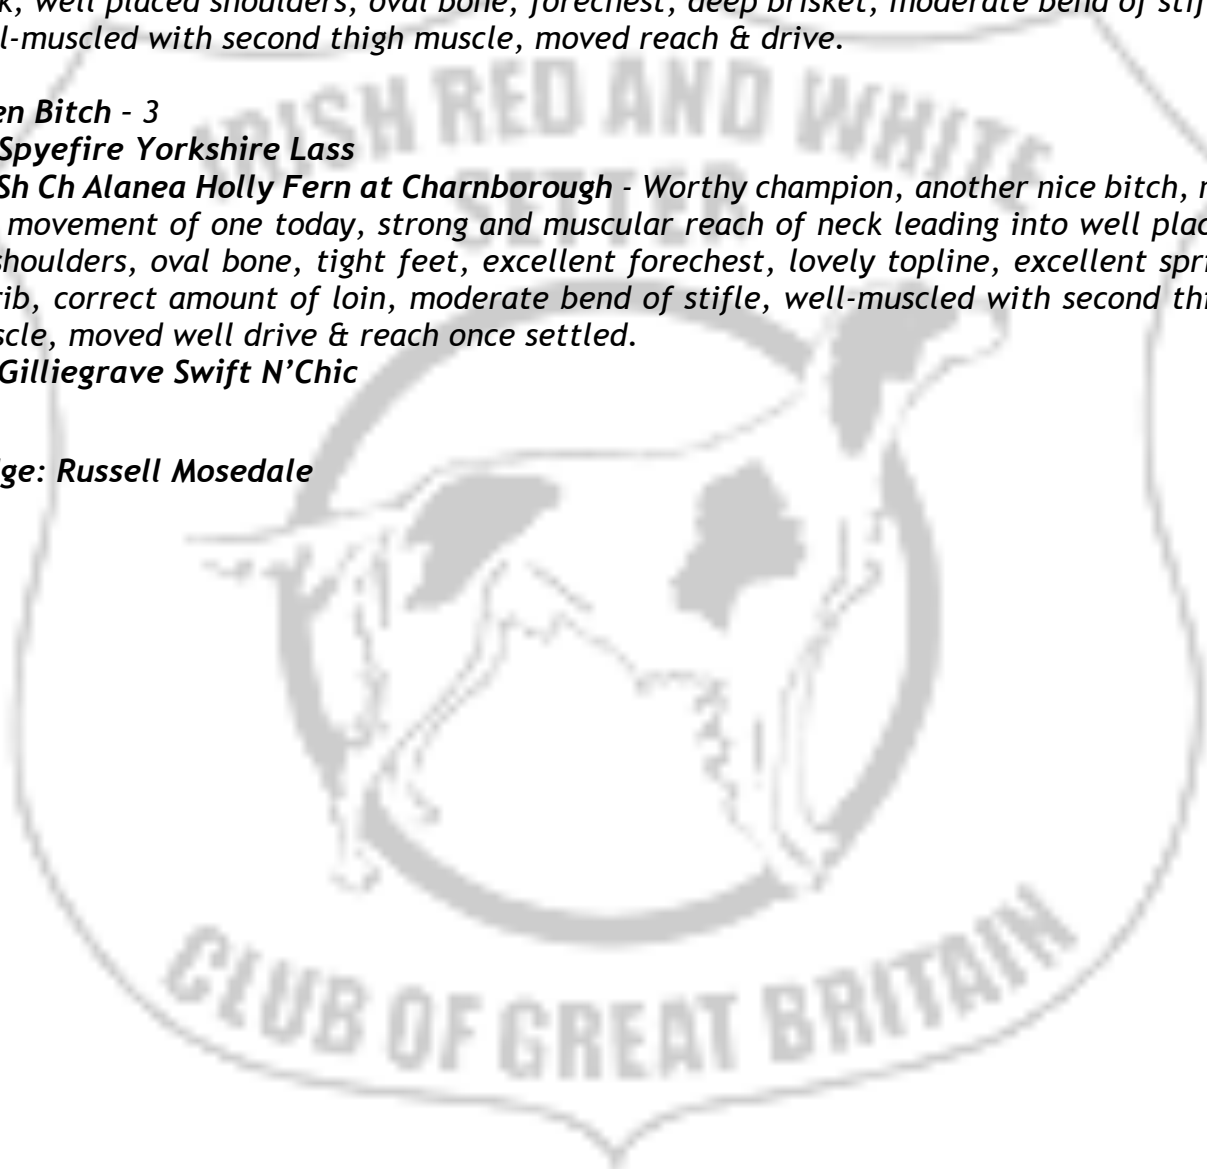 k, well placed shoulders, oval bone, forechest, deep brisket, moderate bend of stif
l-muscled with second thigh muscle, moved reach & drive.
en Bitch – 3
Spyefire Yorkshire Lass
Sh Ch Alanea Holly Fern at Charnborough - Worthy champion, another nice bitch, n
movement of one today, strong and muscular reach of neck leading into well plac
shoulders, oval bone, tight feet, excellent forechest, lovely topline, excellent spri
rib, correct amount of loin, moderate bend of stifle, well-muscled with second thi
scle, moved well drive & reach once settled.
Gilliegrave Swift N’Chic
ge: Russell Mosedale
IRISH RED AND WHITE
SETTER
CLUB OF GREAT BRITAIN